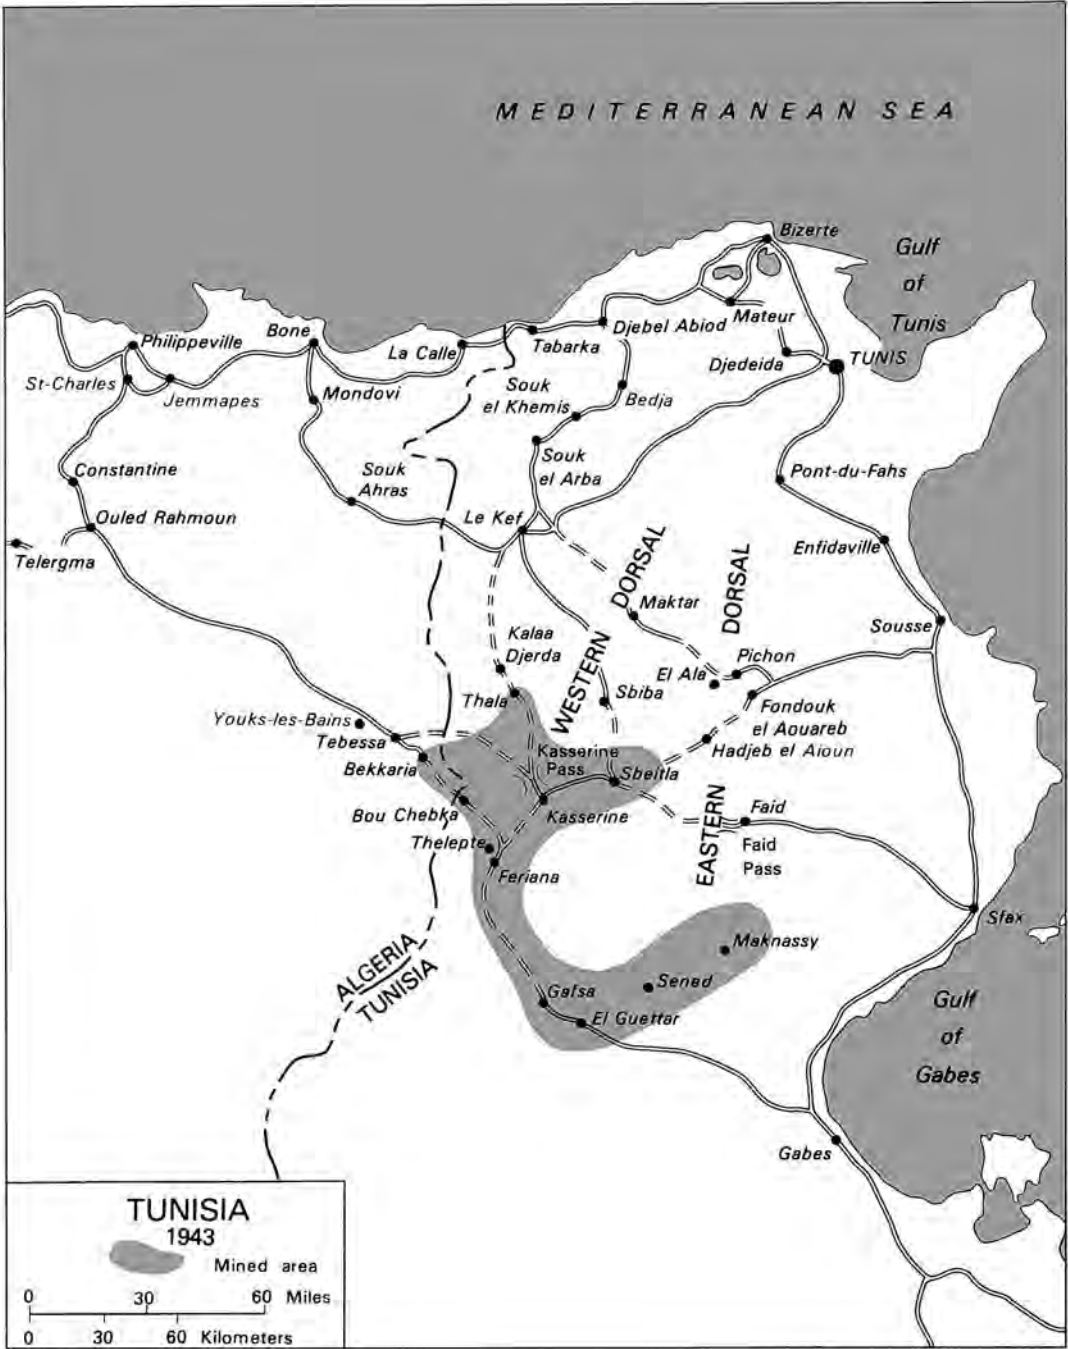 MEDITERRANEAN SEA
Bizerte
Gulf
of
Tunis
Philippeville
Bone
La Calle
Tabarka
Djebel Abiod
Mateur
St-Charles
Jemmapes
Mondovi
Souk
el Khemis
Bedja
Djedeida
TUNIS
Constantine
Souk
Ahras
Souk
el Arba
Pont-du-Fahs
Ouled Rahmoun
Telergma
Le Kef
Enfidaville
DORSAL
DORSAL
Maktar
Sousse
Kalaa
Djerda
WESTERN
El Ala
Pichon
Thala
Sbiba
Fondouk
el Aouareb
Youks-les-Bains
Tebessa
Hadjeb el Aioun
Bekkaria
Kasserine
Pass
Sbeitla
Bou Chebka
Kasserine
EASTERN
Faid
Thelepte
Faid
Pass
Feriana
Sfax
Maknassy
ALGERIA
TUNISIA
Gafsa
Sened
El Guettar
Gulf
of
Gabes
Gabes
TUNISIA
1943
Mined area
0 30 60 Miles
0 30 60 Kilometers